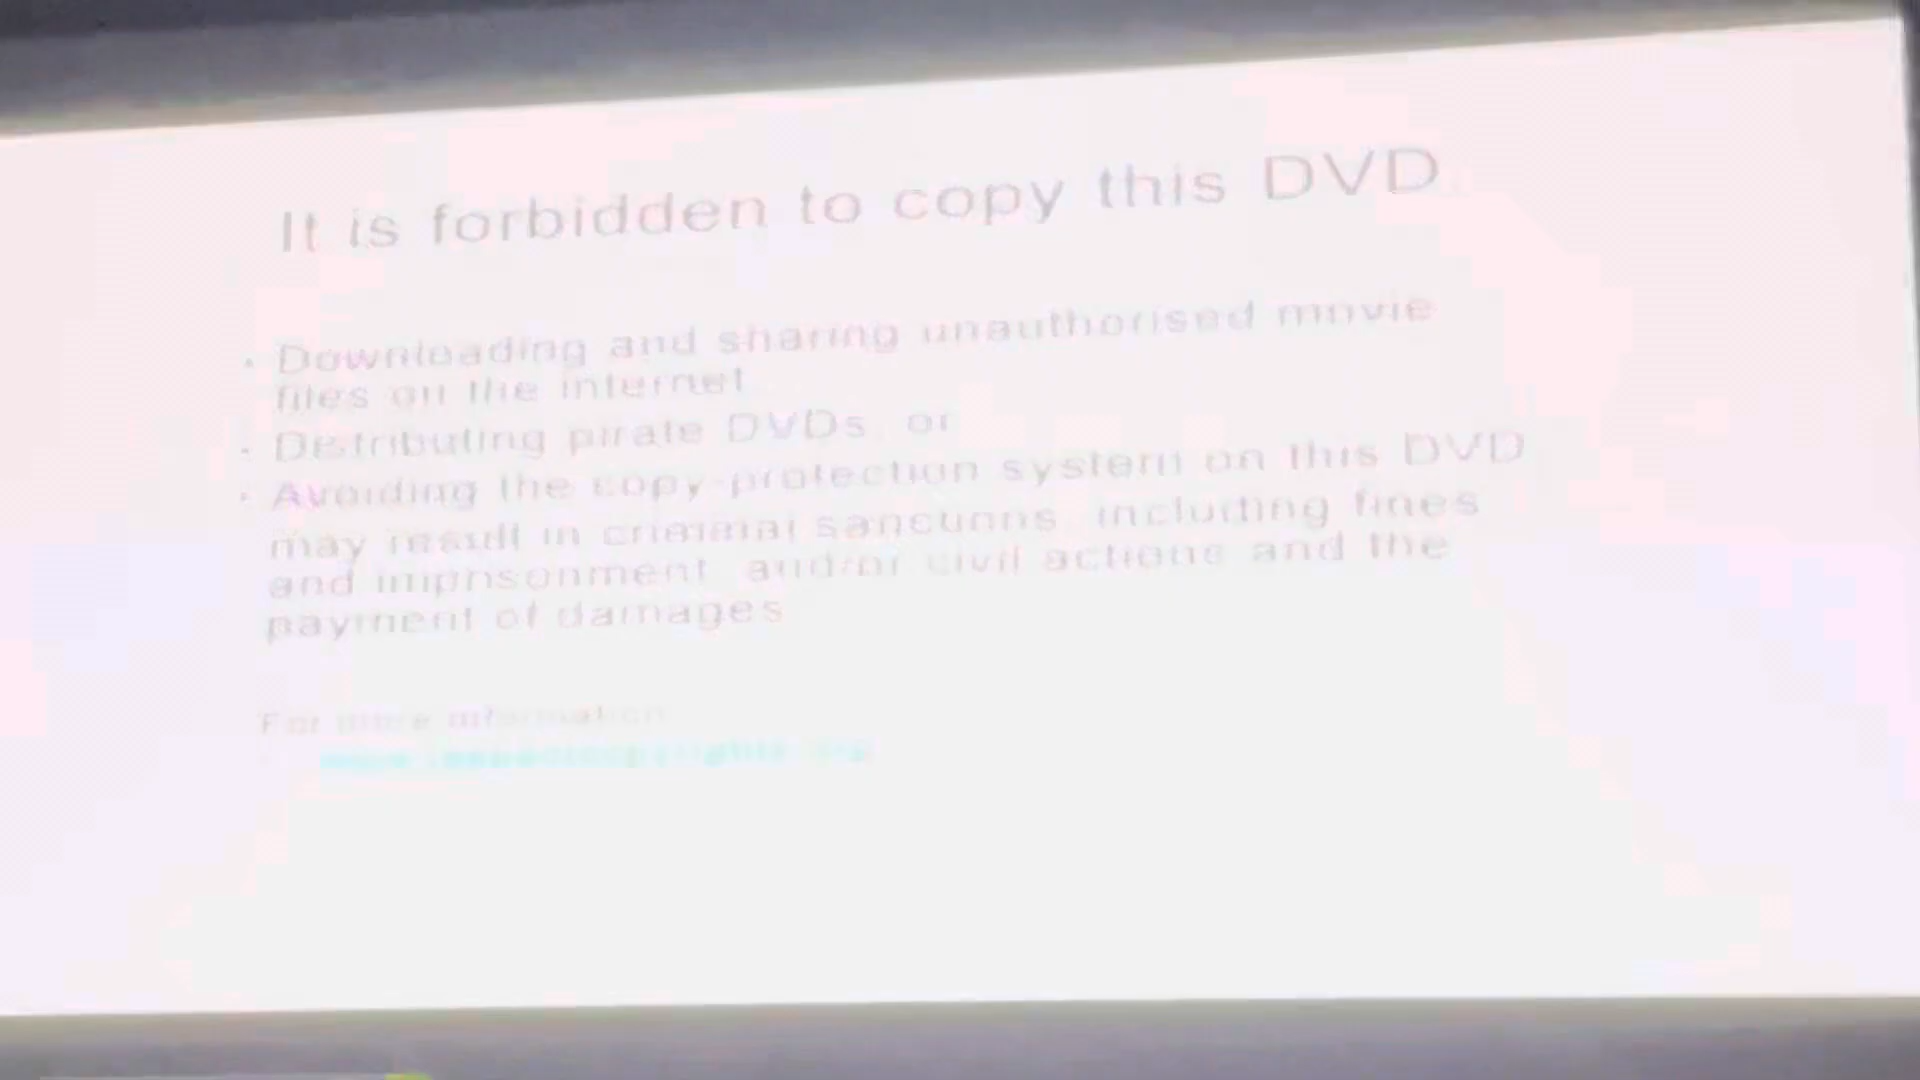 It is forbidden to copy this DVD
• Downloading and sharing unauthorised movie
files on the internet
• Distributing pirate DVDs or
• Avoiding the copy-protection system on this DVD
may result in criminal sanctions including fines
and imprisonment and/or civil actions and the
payment of damages
For more information